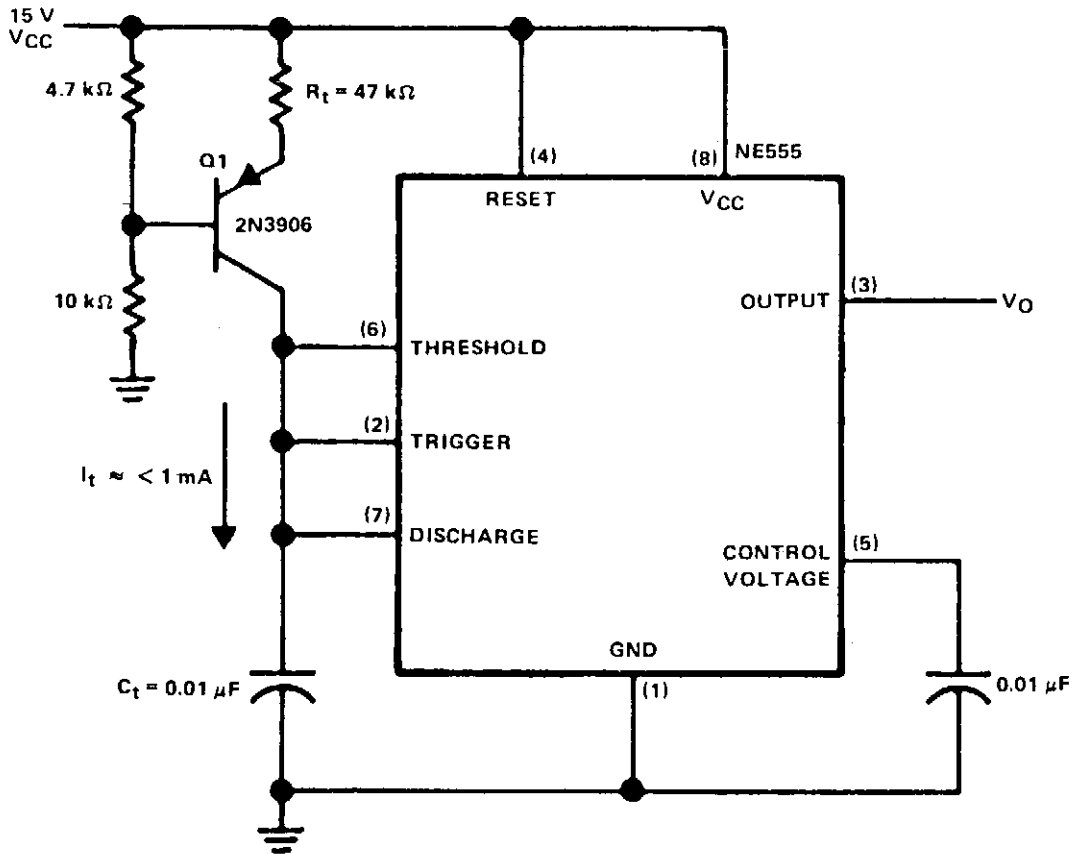 15 V
VCC
4.7 kΩ
Rt = 47 kΩ
Q1
2N3906
10 kΩ
(4)
(8)
NE555
RESET
VCC
(3)
OUTPUT
VO
(6)
THRESHOLD
(2)
TRIGGER
It ≈ < 1 mA
(7)
DISCHARGE
CONTROL
VOLTAGE
(5)
GND
(1)
Ct = 0.01 μF
0.01 μF